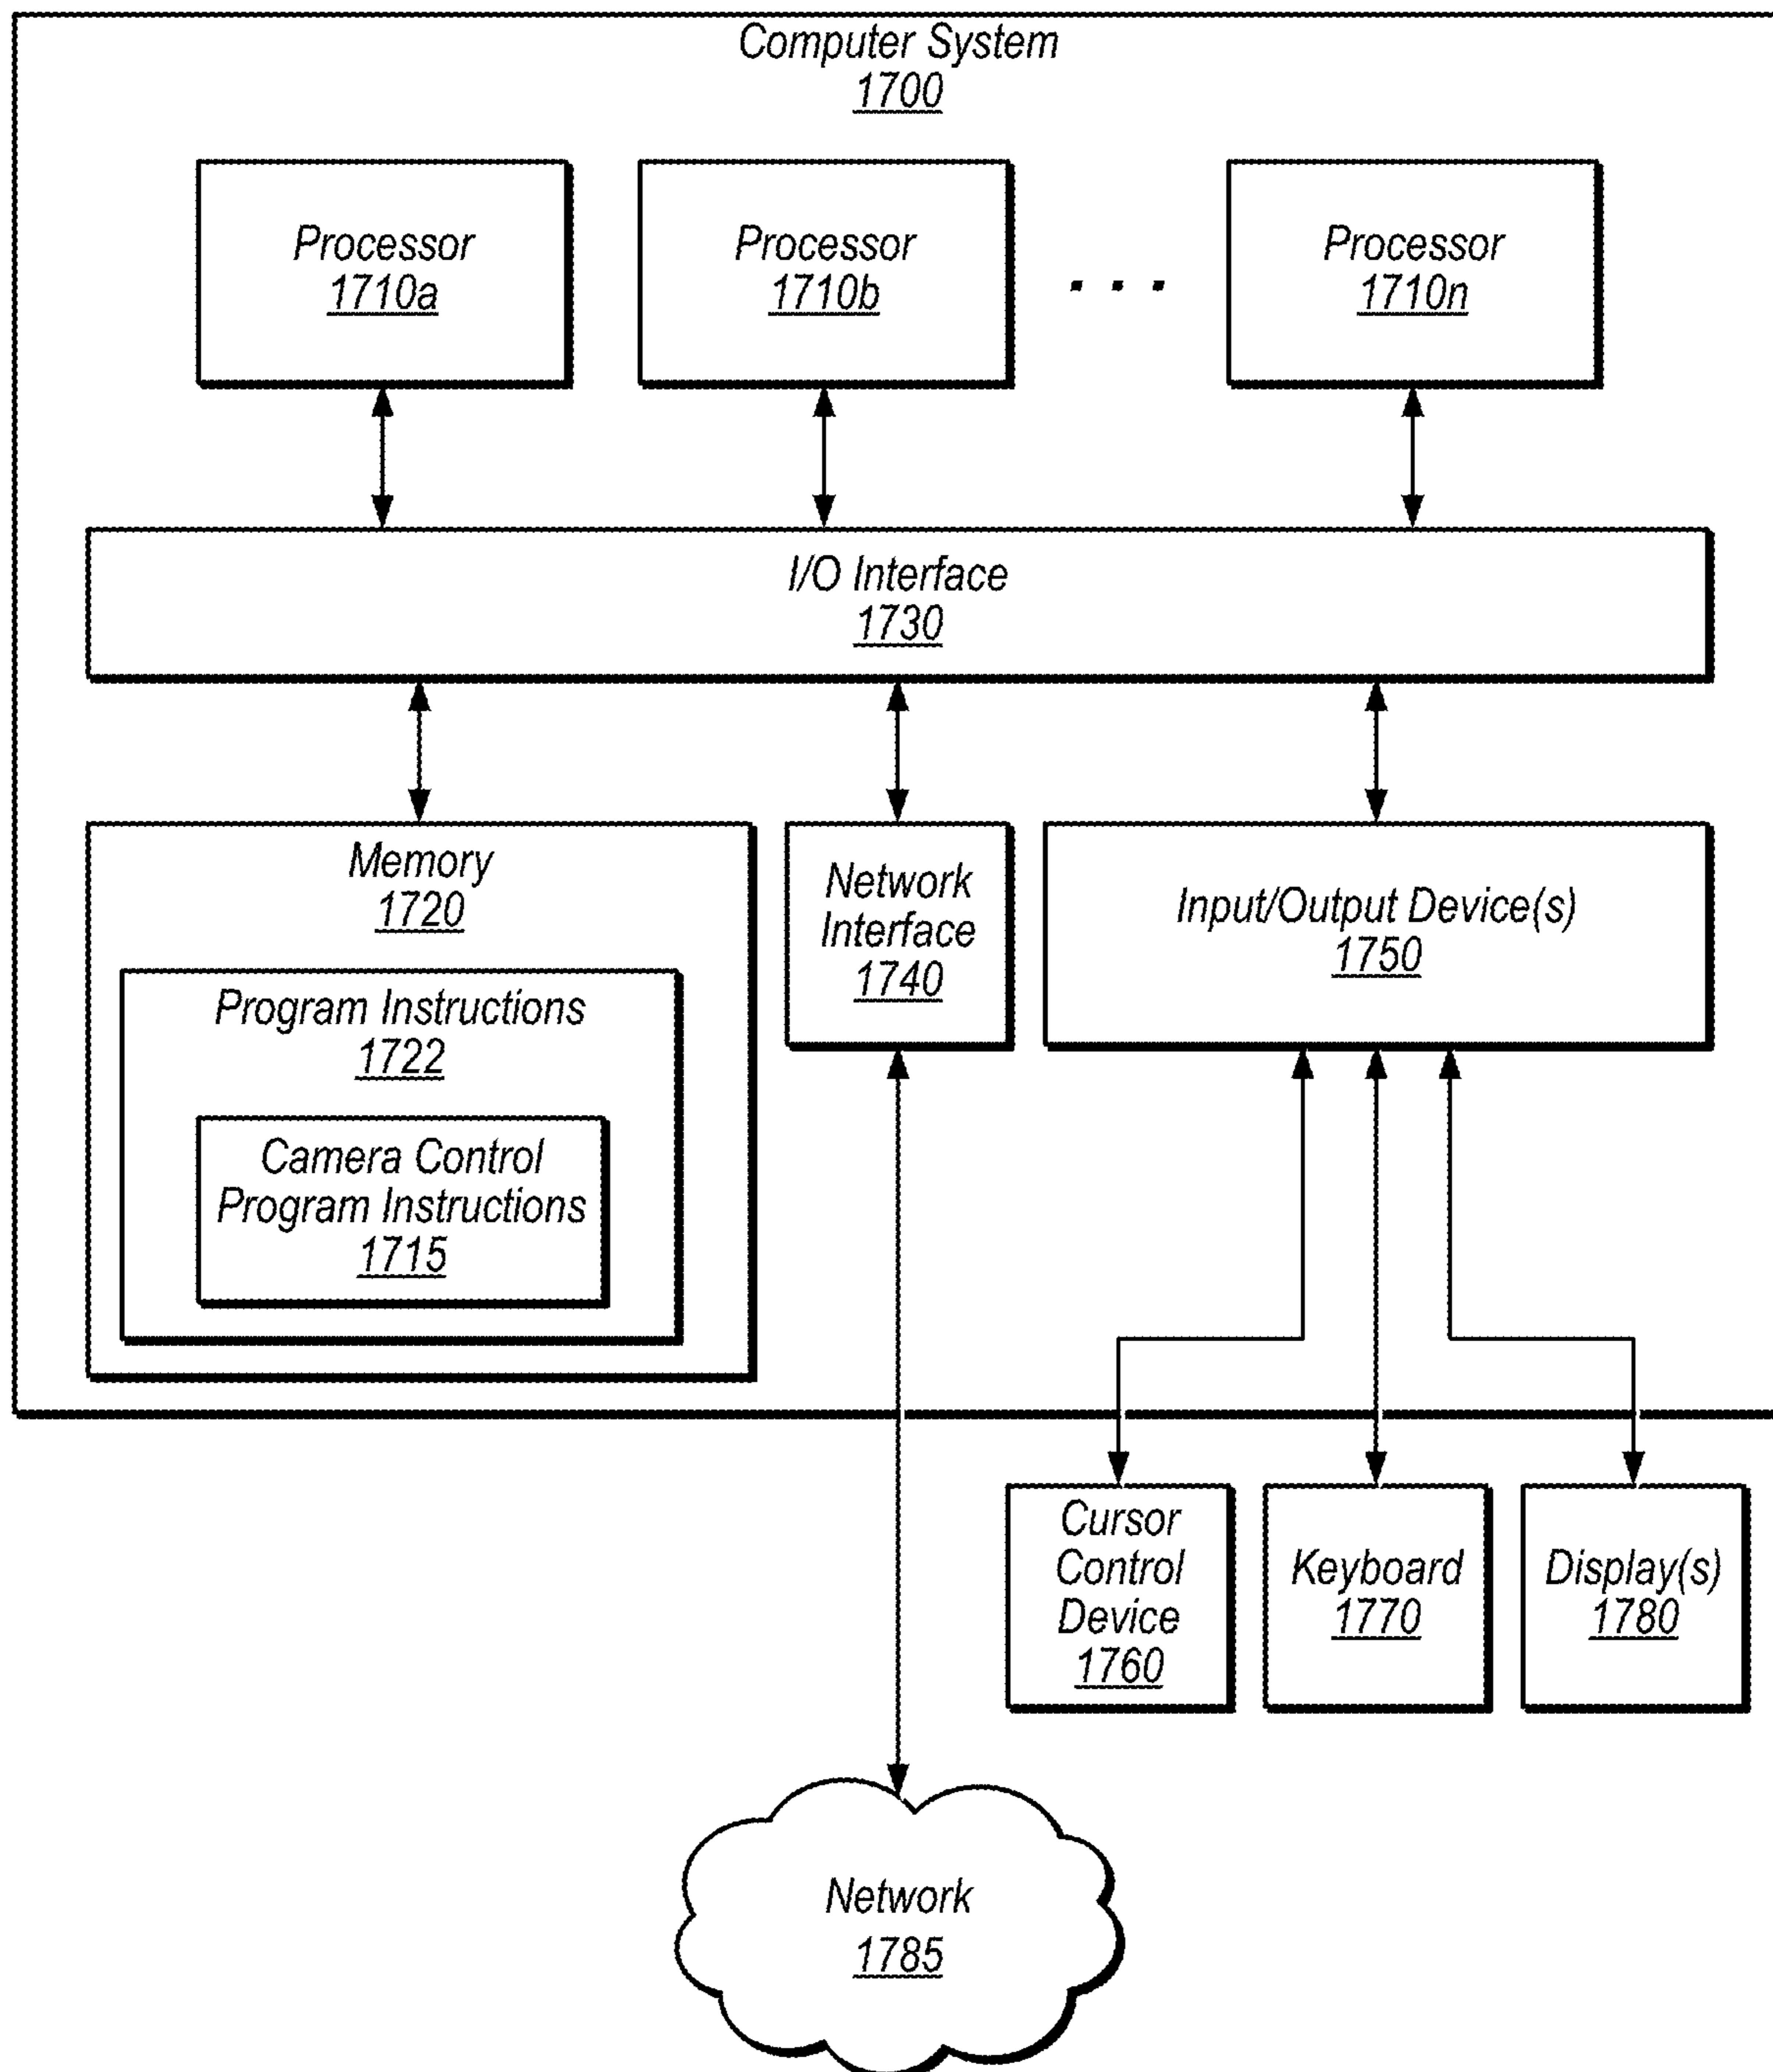 Computer System
1700
Processor
1710a
Processor
1710b
. . .
Processor
1710n
I/O Interface
1730
Memory
1720
Program Instructions
1722
Camera Control
Program Instructions
1715
Network
Interface
1740
Input/Output Device(s)
1750
Cursor
Control
Device
1760
Keyboard
1770
Display(s)
1780
Network
1785